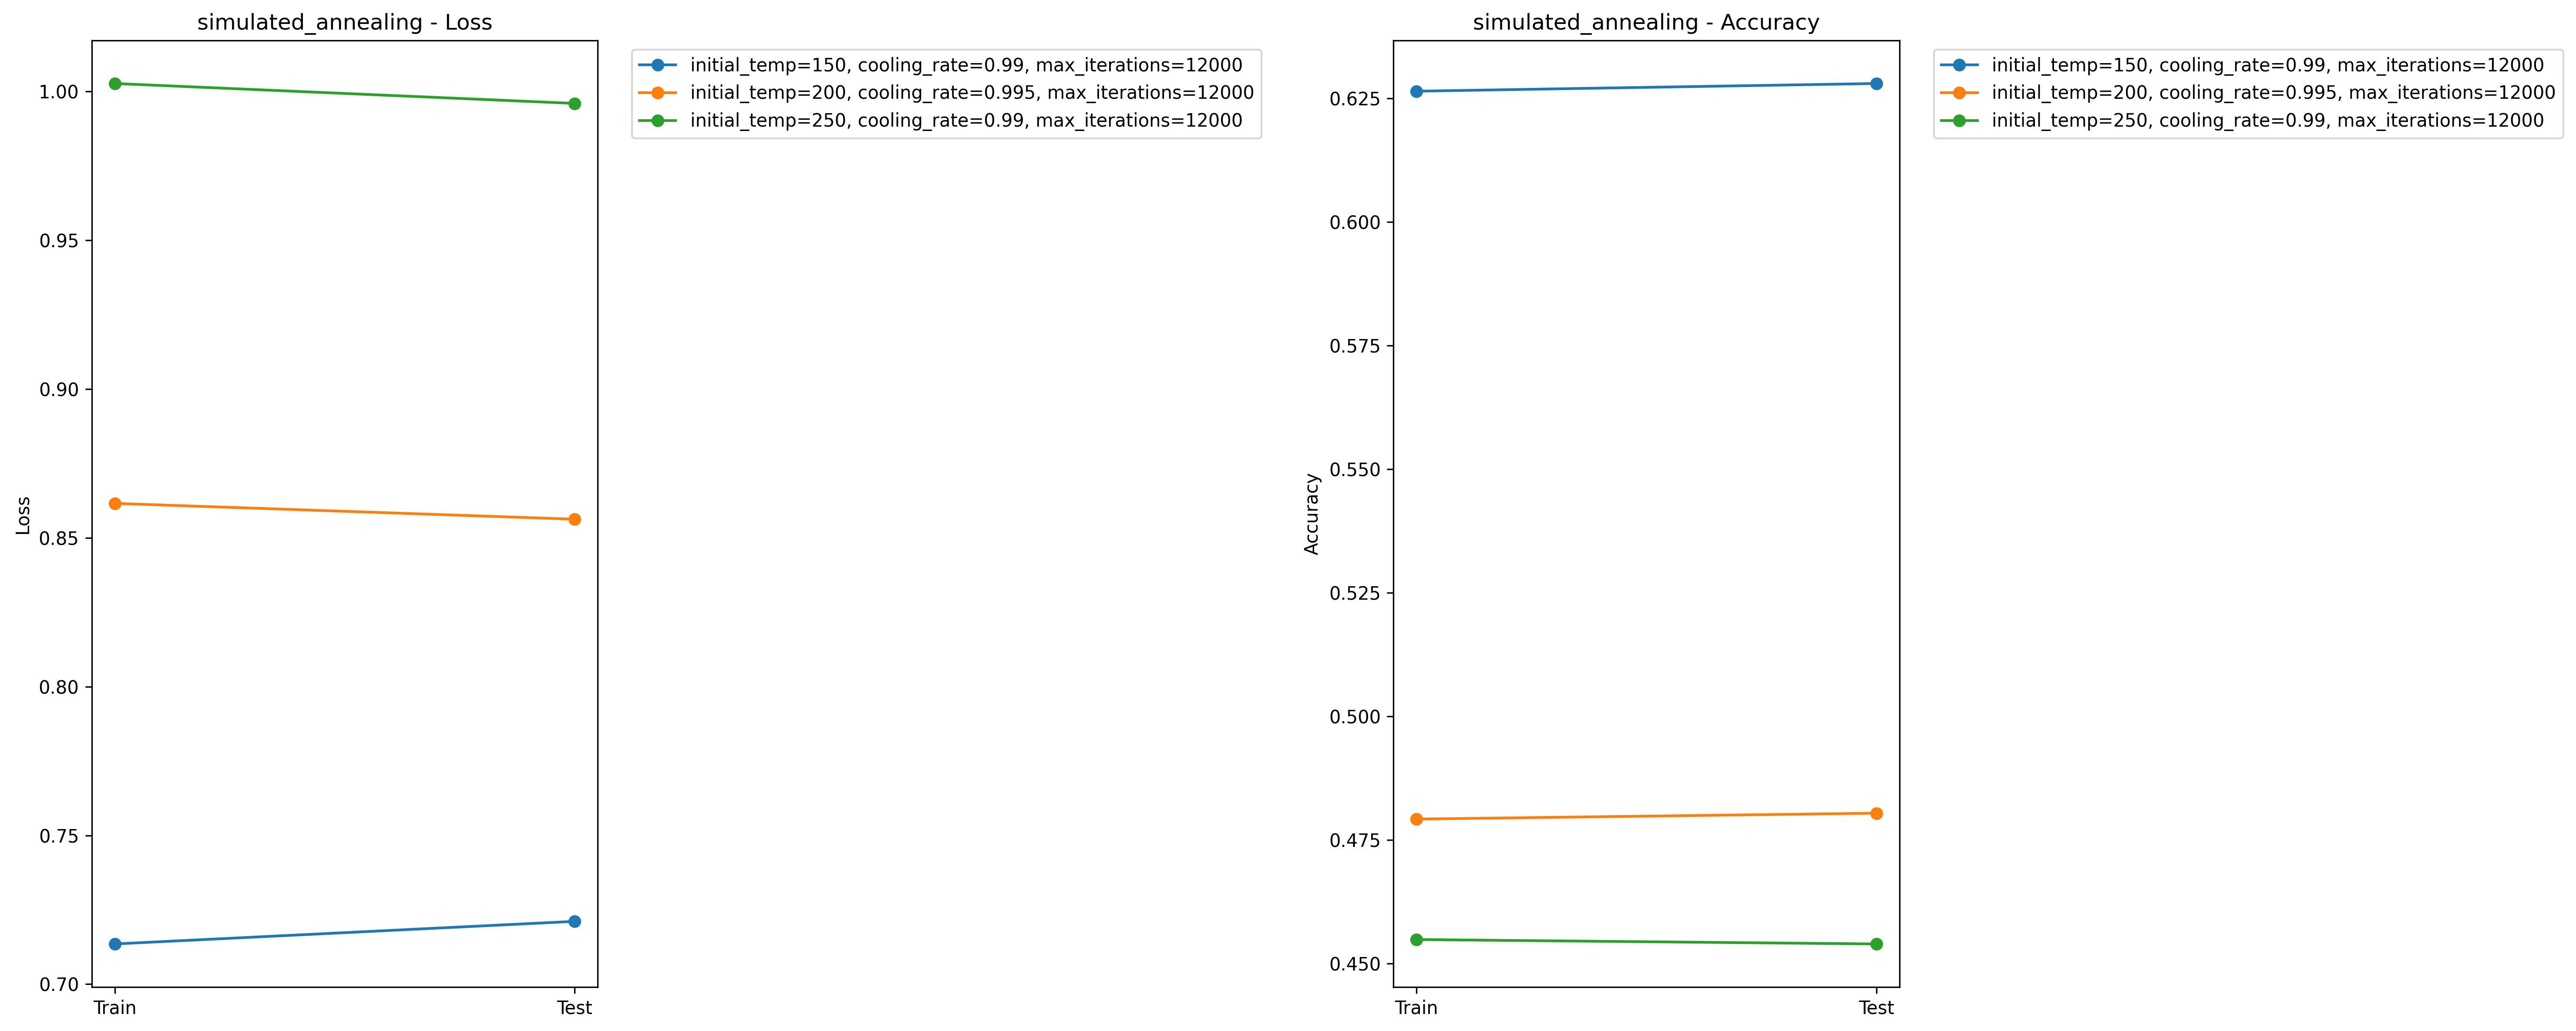 simulated_annealing - Loss
1.00
0.95
0.90
0.85
0.80
0.75
0.70
Loss
Train
Test
initial_temp=150, cooling_rate=0.99, max_iterations=12000
initial_temp=200, cooling_rate=0.995, max_iterations=12000
initial_temp=250, cooling_rate=0.99, max_iterations=12000
simulated_annealing - Accuracy
0.625
0.600
0.575
0.550
0.525
0.500
0.475
0.450
Accuracy
Train
Test
initial_temp=150, cooling_rate=0.99, max_iterations=12000
initial_temp=200, cooling_rate=0.995, max_iterations=12000
initial_temp=250, cooling_rate=0.99, max_iterations=12000